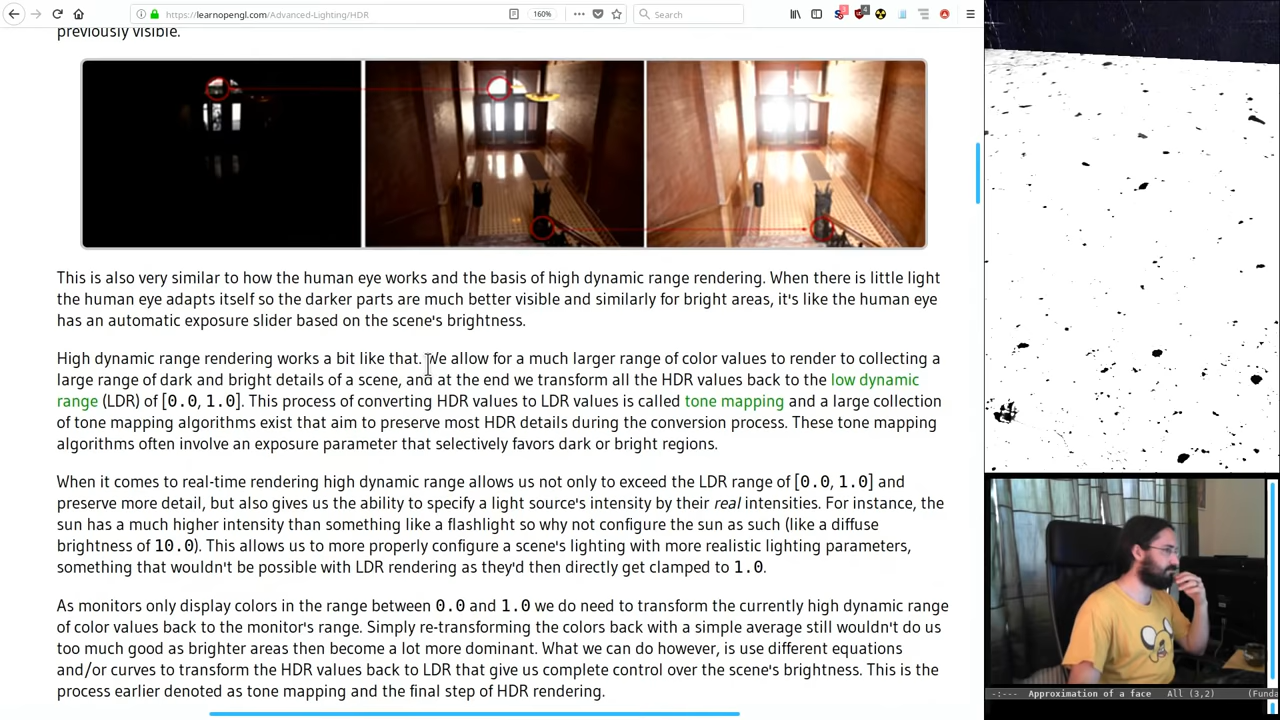 https://learnopengl.com/Advanced-Lighting/HDR
160%
Search
3
4
previously visible.
This is also very similar to how the human eye works and the basis of high dynamic range rendering. When there is little light
the human eye adapts itself so the darker parts are much better visible and similarly for bright areas, it's like the human eye
has an automatic exposure slider based on the scene's brightness.
High dynamic range rendering works a bit like that. We allow for a much larger range of color values to render to collecting a
large range of dark and bright details of a scene, and at the end we transform all the HDR values back to the low dynamic
range (LDR) of [0.0, 1.0]. This process of converting HDR values to LDR values is called tone mapping and a large collection
of tone mapping algorithms exist that aim to preserve most HDR details during the conversion process. These tone mapping
algorithms often involve an exposure parameter that selectively favors dark or bright regions.
When it comes to real-time rendering high dynamic range allows us not only to exceed the LDR range of [0.0, 1.0] and
preserve more detail, but also gives us the ability to specify a light source's intensity by their real intensities. For instance, the
sun has a much higher intensity than something like a flashlight so why not configure the sun as such (like a diffuse
brightness of 10.0). This allows us to more properly configure a scene's lighting with more realistic lighting parameters,
something that wouldn't be possible with LDR rendering as they'd then directly get clamped to 1.0.
As monitors only display colors in the range between 0.0 and 1.0 we do need to transform the currently high dynamic range
of color values back to the monitor's range. Simply re-transforming the colors back with a simple average still wouldn't do us
too much good as brighter areas then become a lot more dominant. What we can do however, is use different equations
and/or curves to transform the HDR values back to LDR that give us complete control over the scene's brightness. This is the
process earlier denoted as tone mapping and the final step of HDR rendering.
-:--- Approximation of a face All (3,2) (Funda